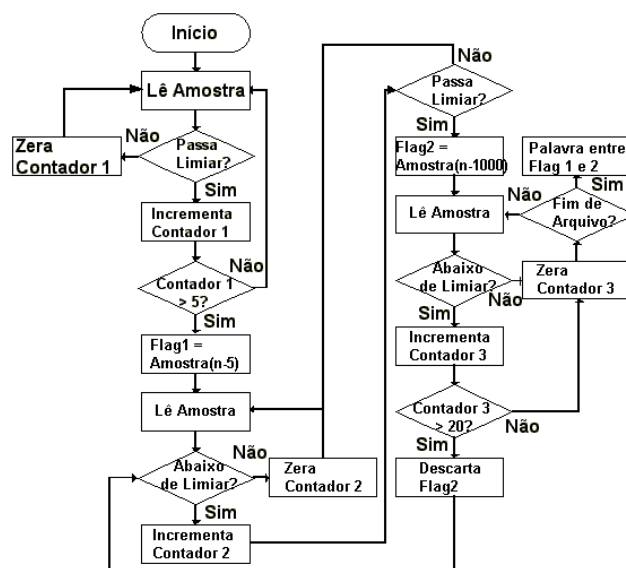 Início
Lê Amostra
Não
Zera
Contador 1
Passa
Limiar?
Sim
Incrementa
Contador 1
Não
Contador 1
> 5?
Sim
Flag1 =
Amostra(n-5)
Lê Amostra
Não
Abaixo
de Limiar?
Zera
Contador 2
Sim
Incrementa
Contador 2
Não
Passa
Limiar?
Sim
Flag2 =
Amostra(n-1000)
Palavra entre
Flag 1 e 2
Sim
Lê Amostra
Não
Fim de
Arquivo?
Abaixo
de Limiar?
Não
Zera
Contador 3
Sim
Incrementa
Contador 3
Contador 3
> 20?
Não
Sim
Descarta
Flag2